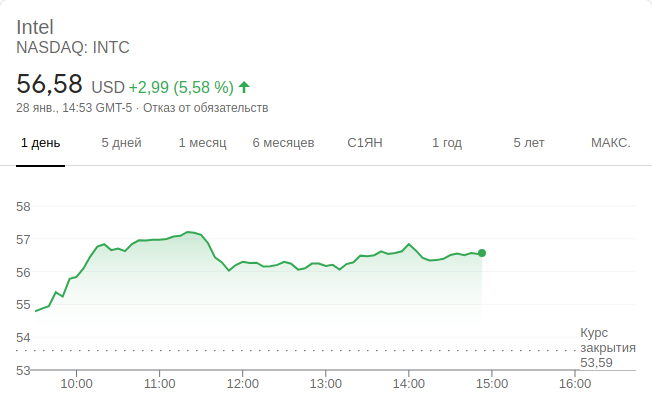 Intel
NASDAQ: INTC
56,58 USD +2,99 (5,58 %)
28 янв., 14:53 GMT-5 · Отказ от обязательств
1 день 5 дней 1 месяц 6 месяцев С1ЯН 1 год 5 лет МАКС.
58
57
56
55
54
53
Курс
закрытия
53,59
10:00 11:00 12:00 13:00 14:00 15:00 16:00